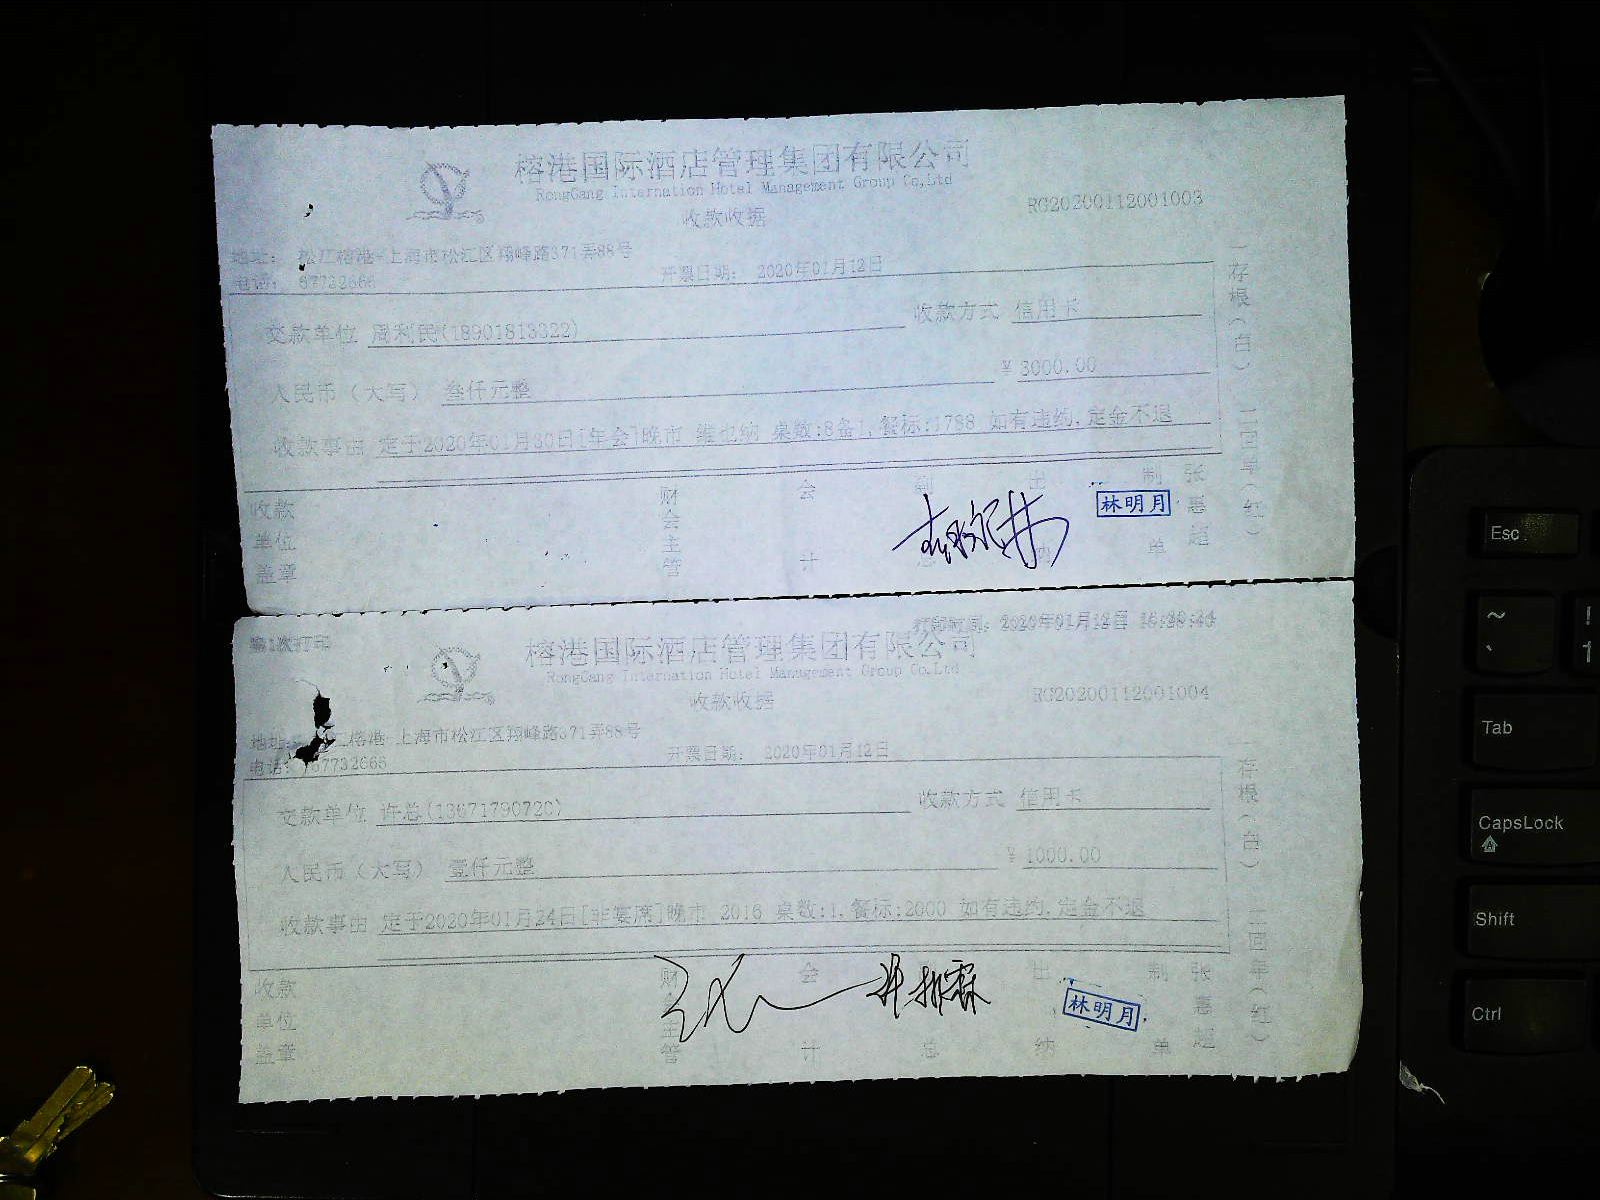 榕港国际酒店管理集团有限公司
RongGang Internation Hotel Management Group Co,Ltd
收款收据
RG20200112001003
地址： 松江榕港-上海市松江区翔峰路371弄88号
电话： 67732666
开票日期： 2020年01月12日
交款单位 周利民(18901813322)
收款方式 信用卡
人民币（大写） 叁仟元整
¥ 3000.00
收款事由 定于2020年01月30日[年会]晚市 维也纳 桌数:8备1,餐标:1788 如有违约,定金不退
收款单位盖章
财会主管
会计
副总
出纳
制单
张惠超
林明月
一存根(白)
二回单(红)
第1次打印
打印时间: 2020年01月12日
榕港国际酒店管理集团有限公司
RongGang Internation Hotel Management Group Co,Ltd
收款收据
RG20200112001004
地址： 江榕港-上海市松江区翔峰路371弄88号
电话： 67732666
开票日期： 2020年01月12日
交款单位 许总(13671790720)
收款方式 信用卡
人民币（大写） 壹仟元整
¥ 1000.00
收款事由 定于2020年01月24日[非宴席]晚市 2016 桌数:1,餐标:2000 如有违约,定金不退
收款单位盖章
财会主管
会计
总
出纳
制单
张惠超
林明月
一存根(白)
二回单(红)
Esc
~
`
!
1
Tab
CapsLock
Shift
Ctrl